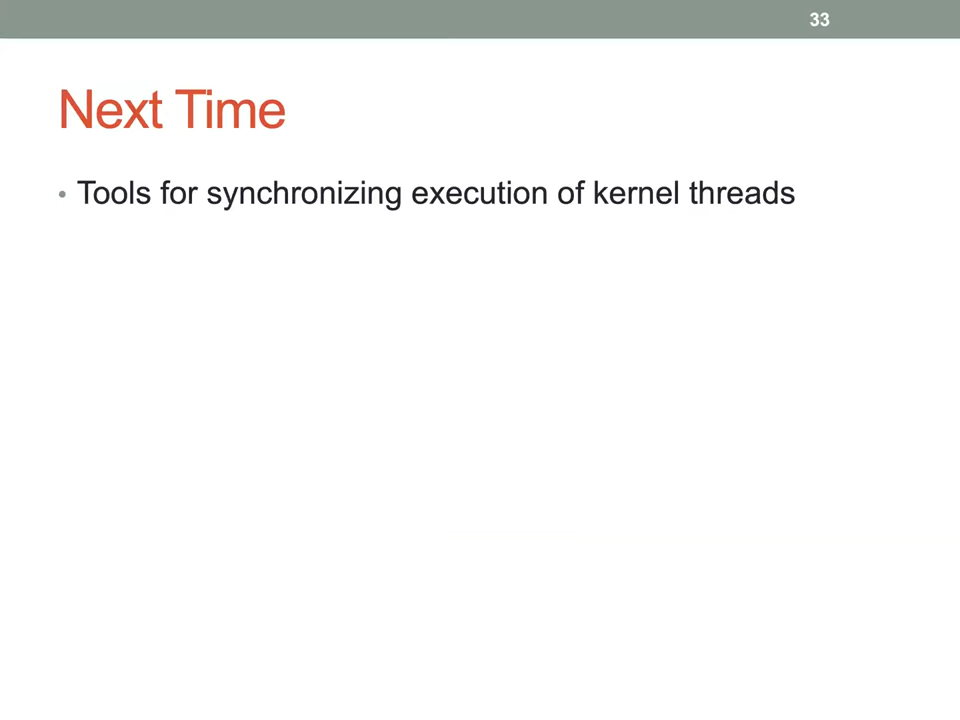 33
Next Time
• Tools for synchronizing execution of kernel threads